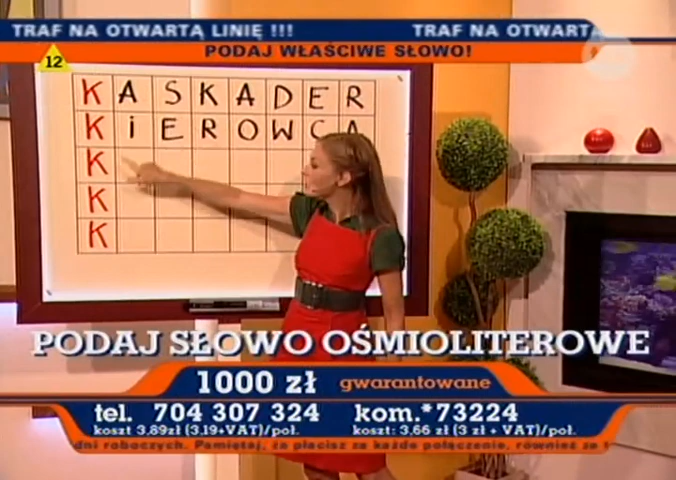 TRAF NA OTWARTĄ LINIĘ !!! TRAF NA OTWARTĄ
PODAJ WŁAŚCIWE SŁOWO!
12
KASKADER
KIEROWCA
K
K
K
PODAJ SŁOWO OŚMIOLITEROWE
1000 zł gwarantowane
tel. 704 307 324 kom.*73224
koszt 3.89zł (3.19+VAT)/poł. koszt: 3.66 zł (3 zł + VAT)/poł.
dni roboczych. Pamiętaj, że płacisz za każde połączenie, również za